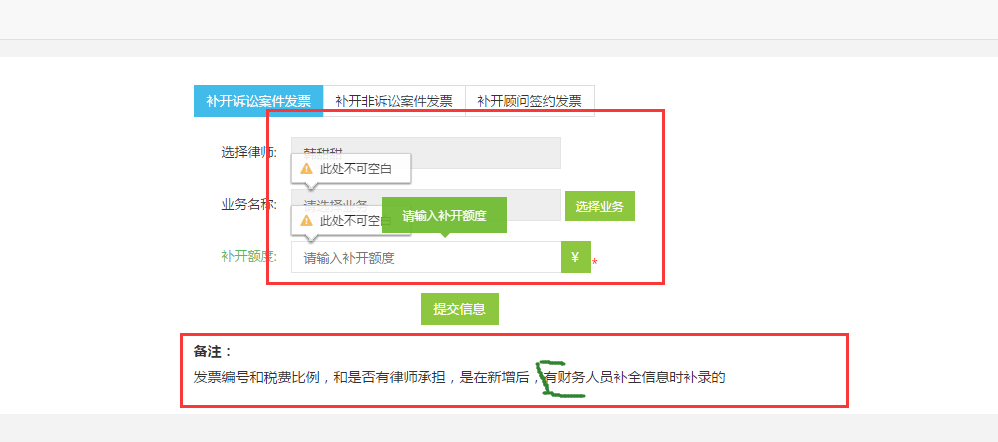 补开诉讼案件发票 补开非诉讼案件发票 补开顾问签约发票
选择律师: 韩甜甜
此处不可空白
业务名称: 请选择业务 选择业务
此处不可空白 请输入补开额度
补开额度: 请输入补开额度 ¥ *
提交信息
备注：
发票编号和税费比例，和是否有律师承担，是在新增后，有财务人员补全信息时补录的